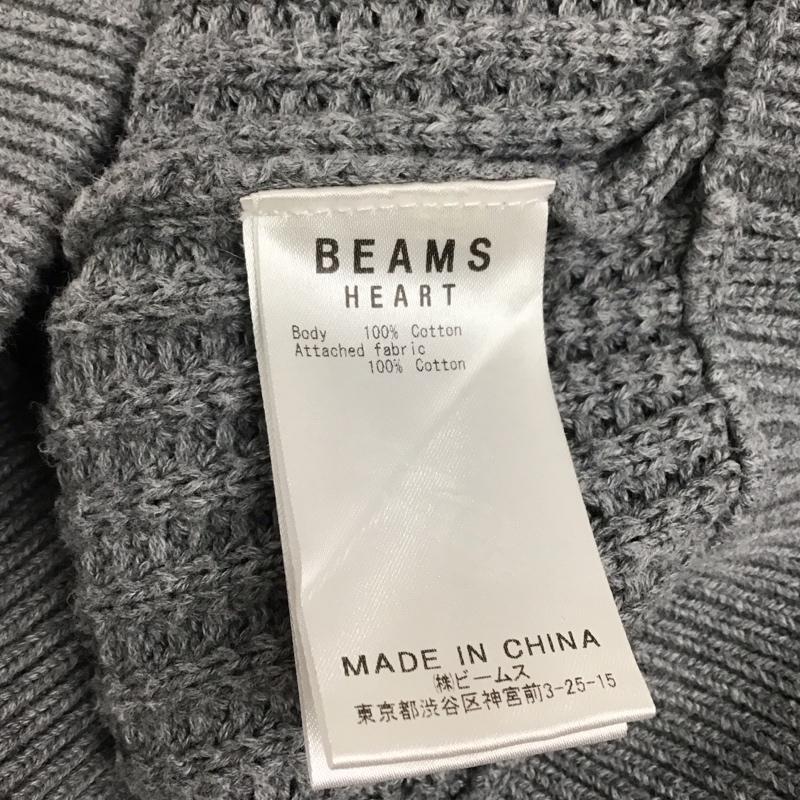 BEAMS
HEART
Body 100% Cotton
Attached fabric
100% Cotton
MADE IN CHINA
㈱ビームス
東京都渋谷区神宮前3-25-15